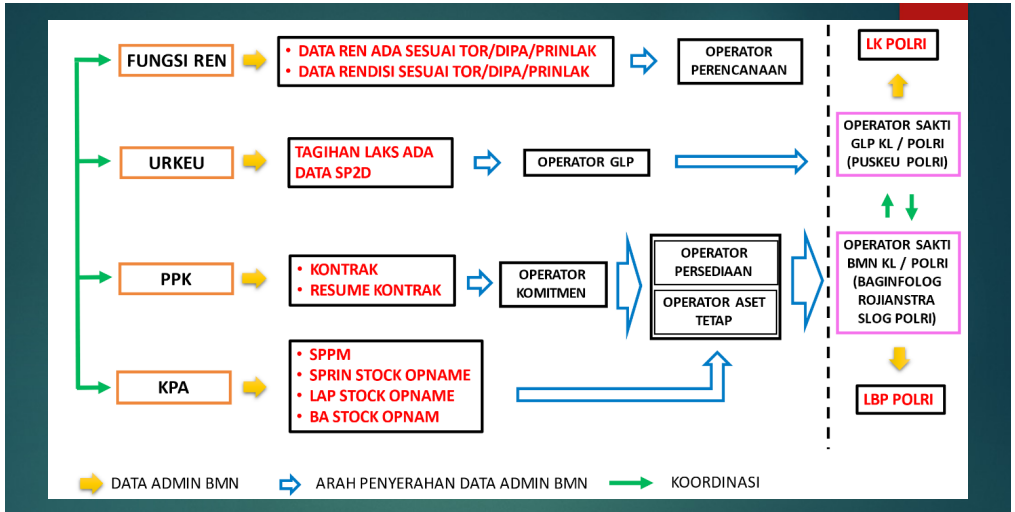 FUNGSI REN
• DATA REN ADA SESUAI TOR/DIPA/PRINLAK
• DATA RENDISI SESUAI TOR/DIPA/PRINLAK
OPERATOR
PERENCANAAN
LK POLRI
URKEU
TAGIHAN LAKS ADA
DATA SP2D
OPERATOR GLP
OPERATOR SAKTI
GLP KL / POLRI
(PUSKEU POLRI)
PPK
• KONTRAK
• RESUME KONTRAK
OPERATOR
KOMITMEN
OPERATOR
PERSEDIAAN
OPERATOR ASET
TETAP
OPERATOR SAKTI
BMN KL / POLRI
(BAGINFOLOG
ROJIANSTRA
SLOG POLRI)
KPA
• SPPM
• SPRIN STOCK OPNAME
• LAP STOCK OPNAME
• BA STOCK OPNAM
LBP POLRI
DATA ADMIN BMN
ARAH PENYERAHAN DATA ADMIN BMN
KOORDINASI